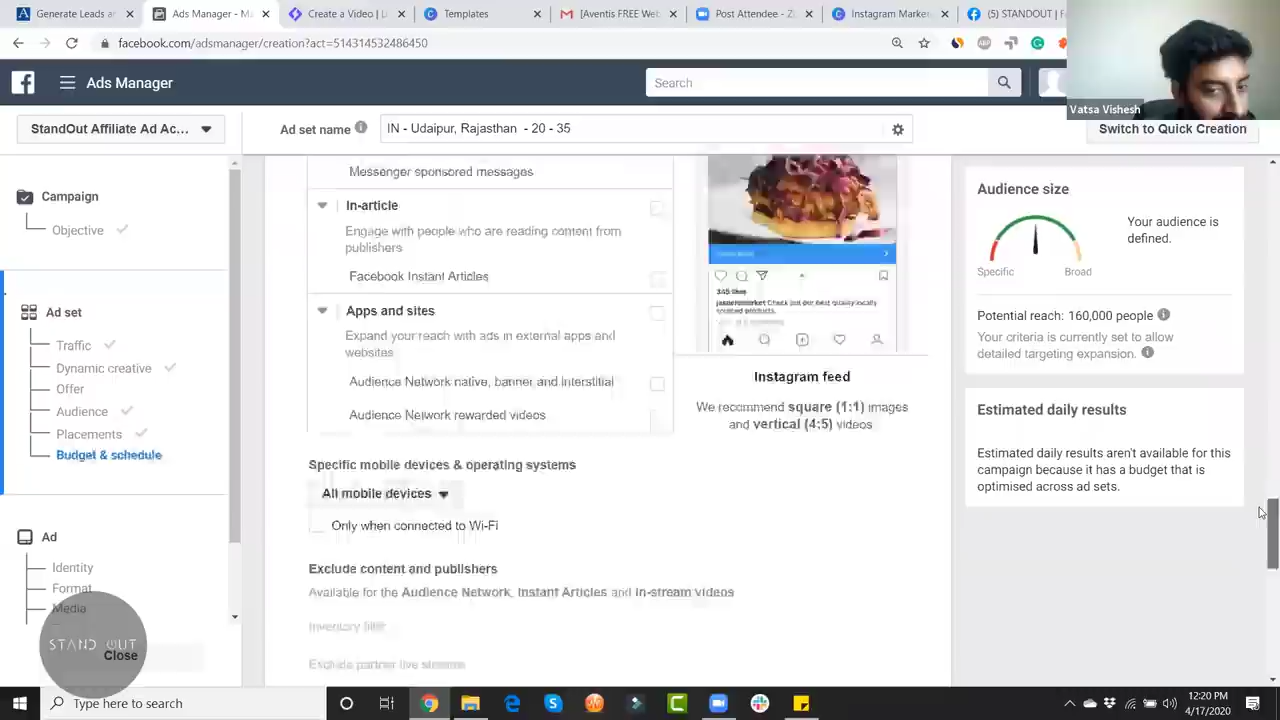 Generate Leads a
Ads Manager - M
Create a Video | L
Templates
[Aventis FREE Web
Post Attendee - Z
Instagram Marke
(5) STANDOUT | F
facebook.com/adsmanager/creation?act=514314532486450
Ads Manager
Search
Vatsa Vishesh
StandOut Affiliate Ad Ac...
Ad set name
IN - Udaipur, Rajasthan - 20 - 35
Switch to Quick Creation
Campaign
Objective
Ad set
Traffic
Dynamic creative
Offer
Audience
Placements
Budget & schedule
Ad
Identity
Format
Media
STAND OUT
Close
Messenger sponsored messages
In-article
Engage with people who are reading content from
publishers
Facebook Instant Articles
Apps and sites
Expand your reach with ads in external apps and
websites
Audience Network native, banner and interstitial
Audience Network rewarded videos
Specific mobile devices & operating systems
All mobile devices
Only when connected to Wi-Fi
Exclude content and publishers
Available for the Audience Network, Instant Articles and in-stream videos
Inventory filter
Exclude partner live streams
Instagram feed
We recommend square (1:1) images
and vertical (4:5) videos
Audience size
Your audience is
defined.
Specific
Broad
Potential reach: 160,000 people
Your criteria is currently set to allow
detailed targeting expansion.
Estimated daily results
Estimated daily results aren't available for this
campaign because it has a budget that is
optimised across ad sets.
Type here to search
12:20 PM
4/17/2020